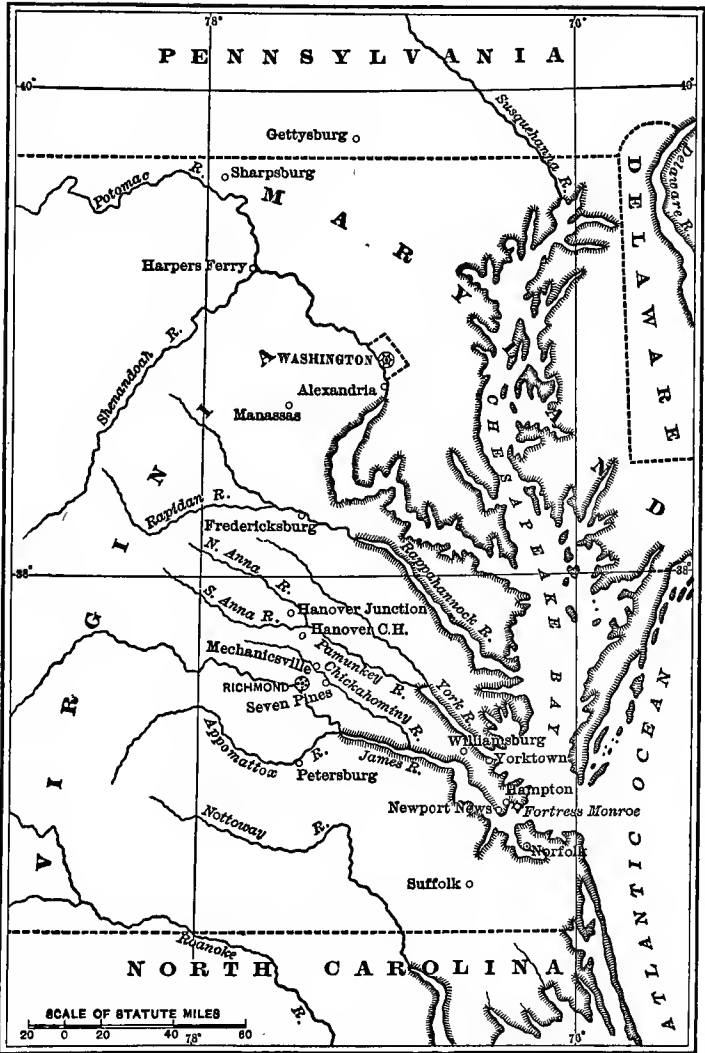 78°
76°
PENNSYLVANIA
40°
40°
Susquehanna R.
Gettysburg
Delaware R.
DELAWARE
Sharpsburg
Potomac R.
MARYLAND
Harpers Ferry
WASHINGTON
Alexandria
Manassas
Shenandoah R.
VIRGINIA
CHESAPEAKE BAY
Rapidan R.
Fredericksburg
Rappahannock R.
38°
38°
N. Anna R.
S. Anna R.
Hanover Junction
Hanover C.H.
Mechanicsville
Pamunkey R.
Chickahominy R.
RICHMOND
Seven Pines
York R.
Williamsburg
Yorktown
Appomattox R.
James R.
Petersburg
Hampton
Newport News
Fortress Monroe
Norfolk
Nottoway R.
Suffolk
ATLANTIC OCEAN
Roanoke R.
NORTH CAROLINA
SCALE OF STATUTE MILES
20 0 20 40 60
78°
76°